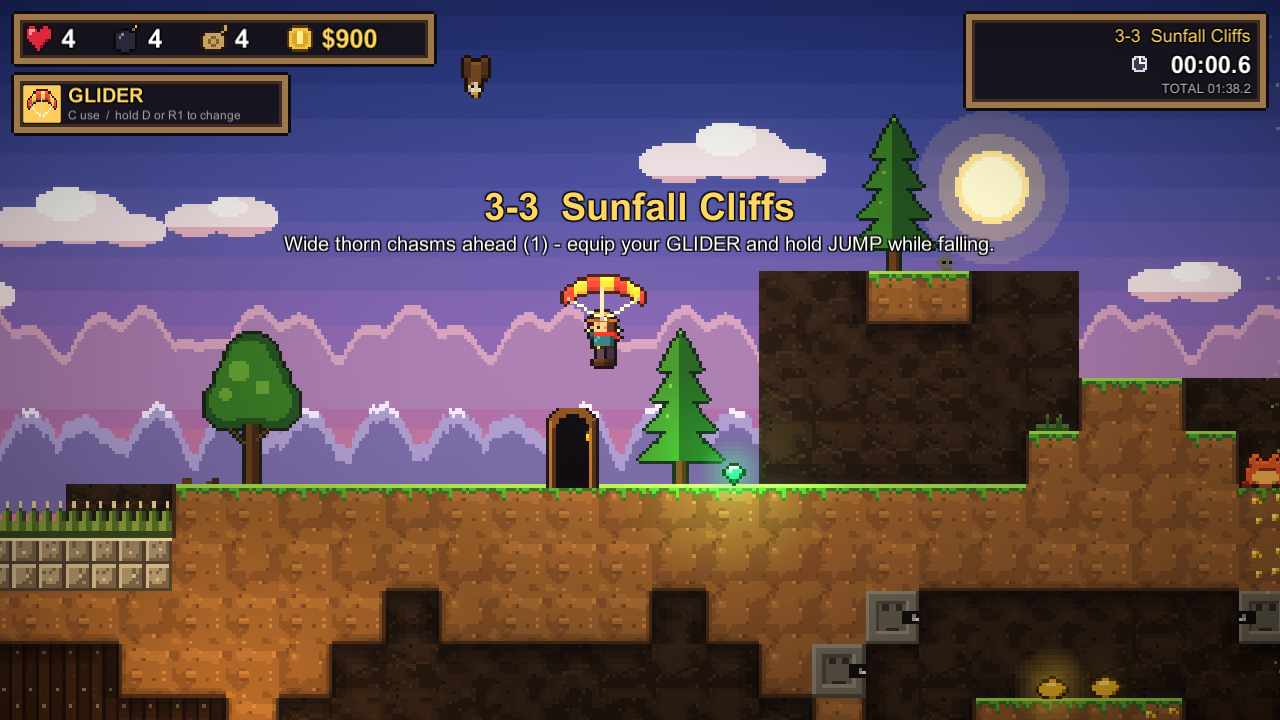 4 4 4 $900
GLIDER
C use / hold D or R1 to change
3-3 Sunfall Cliffs
00:00.6
TOTAL 01:38.2
3-3 Sunfall Cliffs
Wide thorn chasms ahead (1) - equip your GLIDER and hold JUMP while falling.